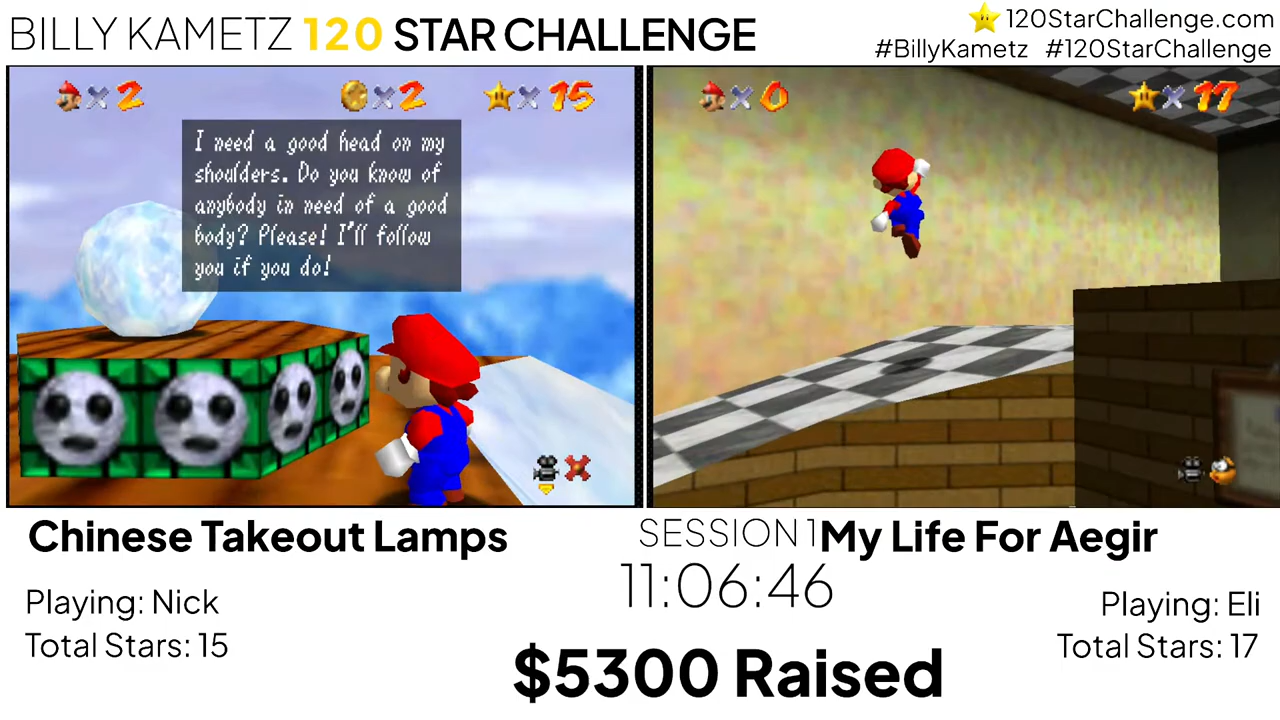 BILLY KAMETZ 120 STAR CHALLENGE
120StarChallenge.com
#BillyKametz #120StarChallenge
×2
×2
×15
I need a good head on my
shoulders. Do you know of
anybody in need of a good
body? Please! I'll follow
you if you do!
×0
×17
Chinese Takeout Lamps
Playing: Nick
Total Stars: 15
SESSION 1
11:06:46
$5300 Raised
My Life For Aegir
Playing: Eli
Total Stars: 17